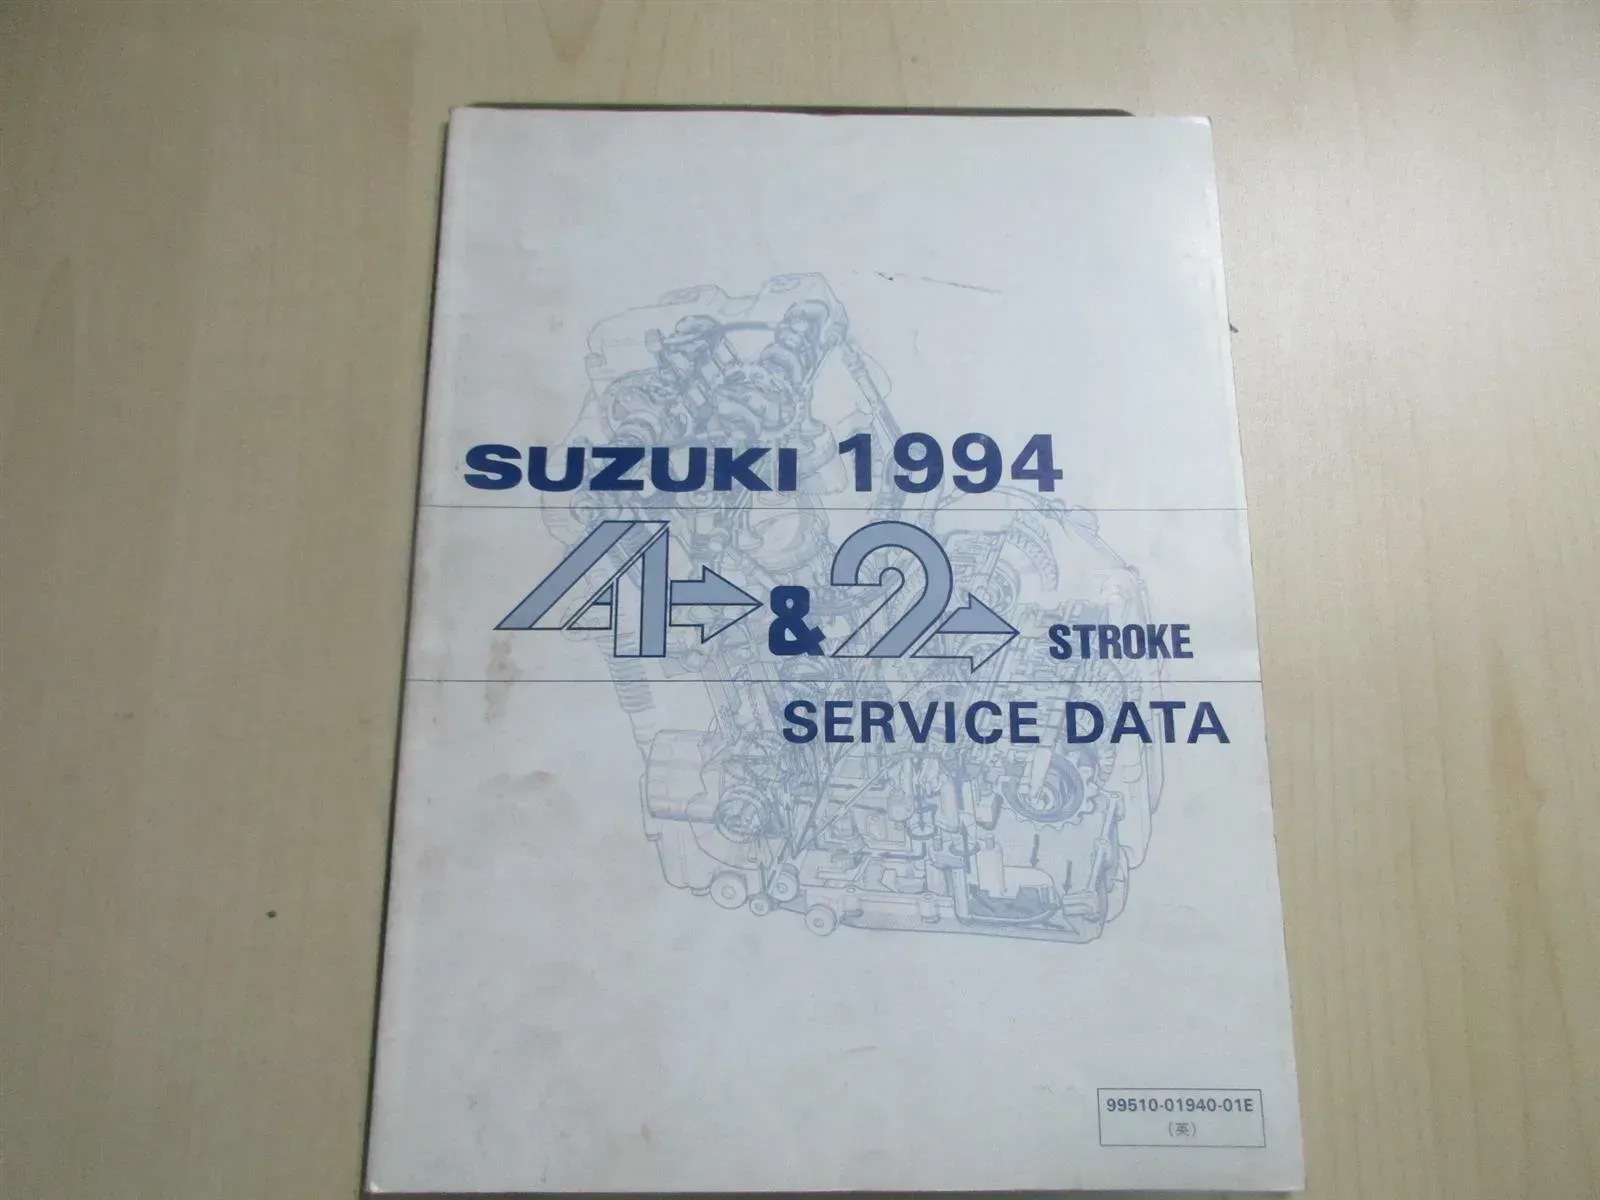 SUZUKI 1994
4 & 2 STROKE
SERVICE DATA
99510-01940-01E
(英)